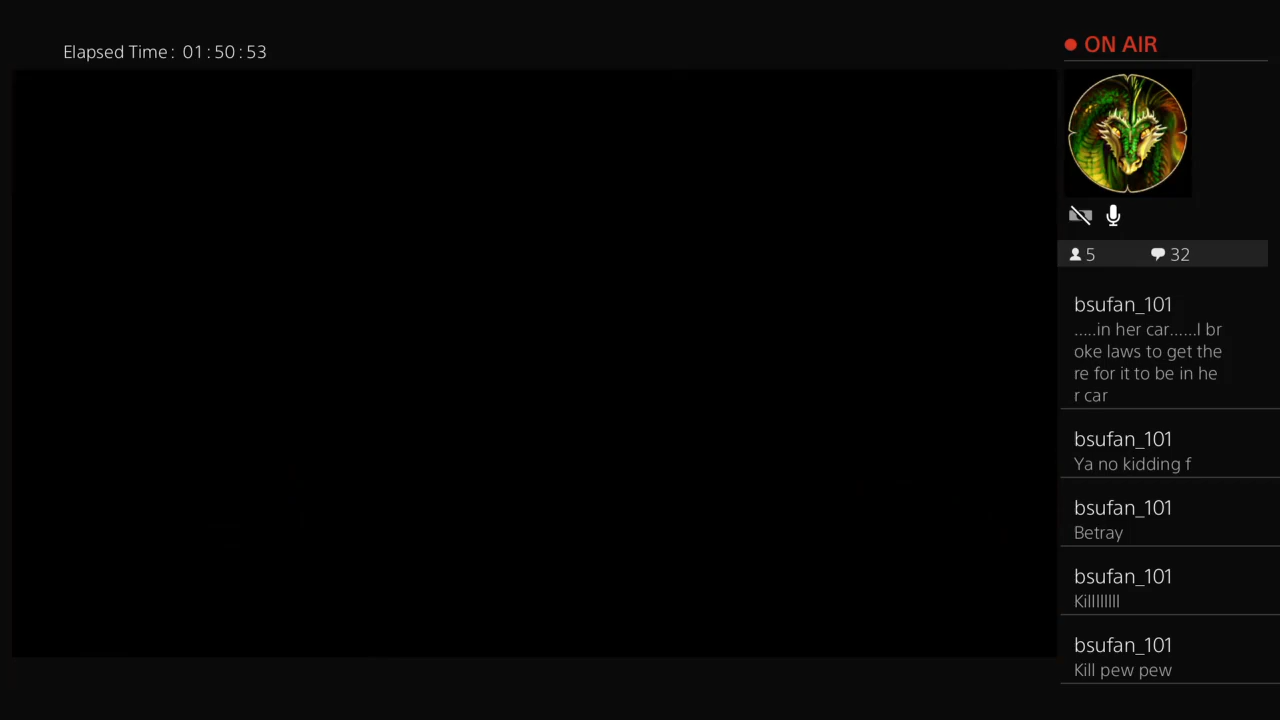 Elapsed Time: 01:50:53
ON AIR
5 32
bsufan_101
.....in her car......I br
oke laws to get the
re for it to be in he
r car
bsufan_101
Ya no kidding f
bsufan_101
Betray
bsufan_101
Killlllllll
bsufan_101
Kill pew pew